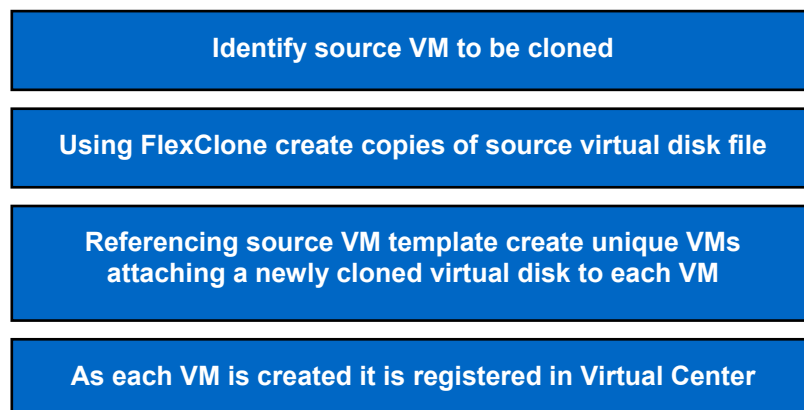 Identify source VM to be cloned
Using FlexClone create copies of source virtual disk file
Referencing source VM template create unique VMs
attaching a newly cloned virtual disk to each VM
As each VM is created it is registered in Virtual Center